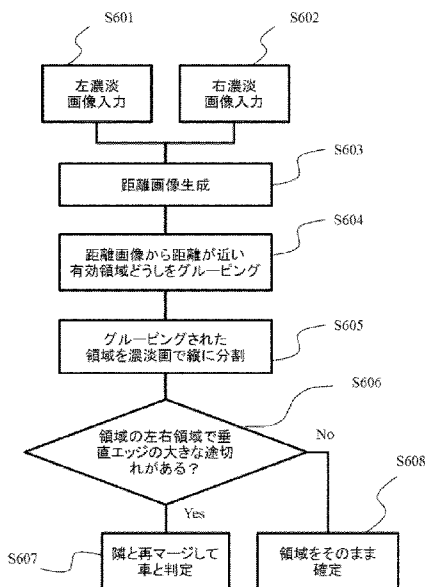 S601
S602
左濃淡
画像入力
右濃淡
画像入力
S603
距離画像生成
S604
距離画像から距離が近い
有効領域どうしをグルーピング
S605
グルーピングされた
領域を濃淡画で縦に分割
S606
領域の左右領域で垂
直エッジの大きな途切
れがある？
No
S608
Yes
S607
隣と再マージして
車と判定
領域をそのまま
確定